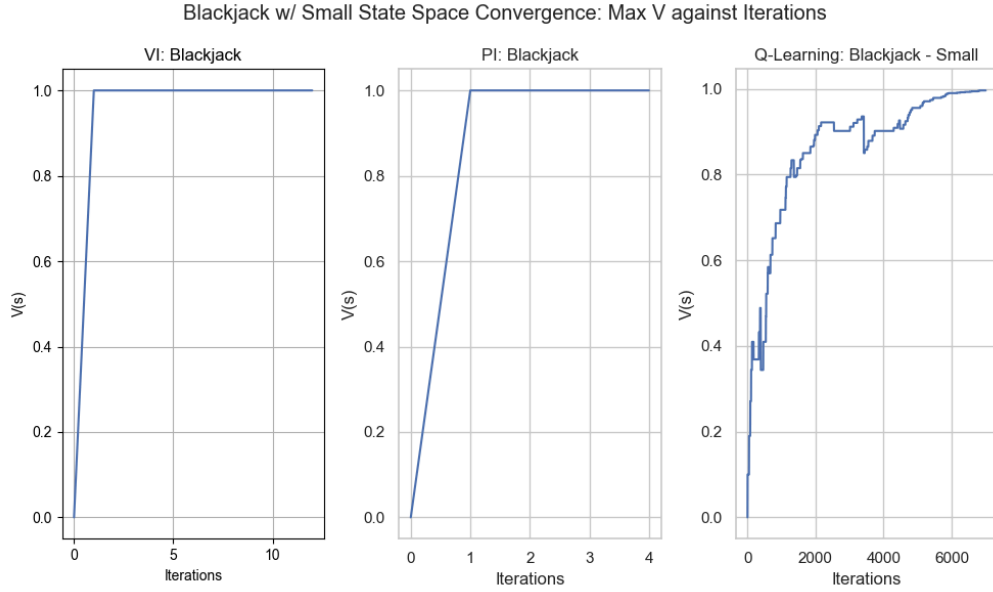 Blackjack w/ Small State Space Convergence: Max V against Iterations
VI: Blackjack
1.0
0.8
0.6
0.4
0.2
0.0
V(s)
0 5 10
Iterations
PI: Blackjack
1.0
0.8
0.6
0.4
0.2
0.0
V(s)
0 1 2 3 4
Iterations
Q-Learning: Blackjack - Small
1.0
0.8
0.6
0.4
0.2
0.0
V(s)
0 2000 4000 6000
Iterations